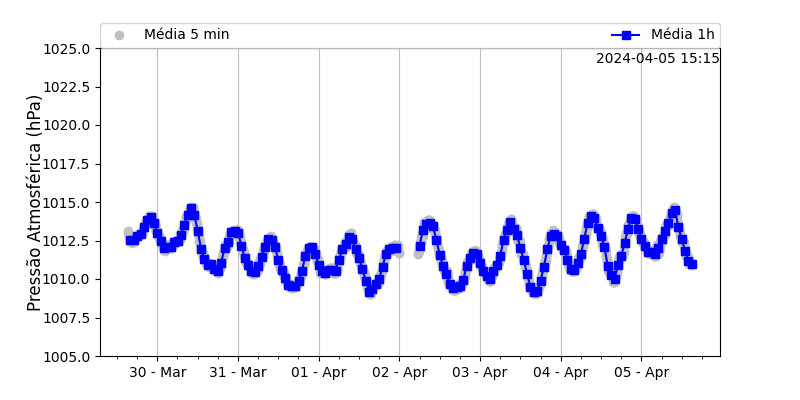 Média 5 min
Média 1h
2024-04-05 15:15
Pressão Atmosférica (hPa)
1025.0
1022.5
1020.0
1017.5
1015.0
1012.5
1010.0
1007.5
1005.0
30 - Mar
31 - Mar
01 - Apr
02 - Apr
03 - Apr
04 - Apr
05 - Apr